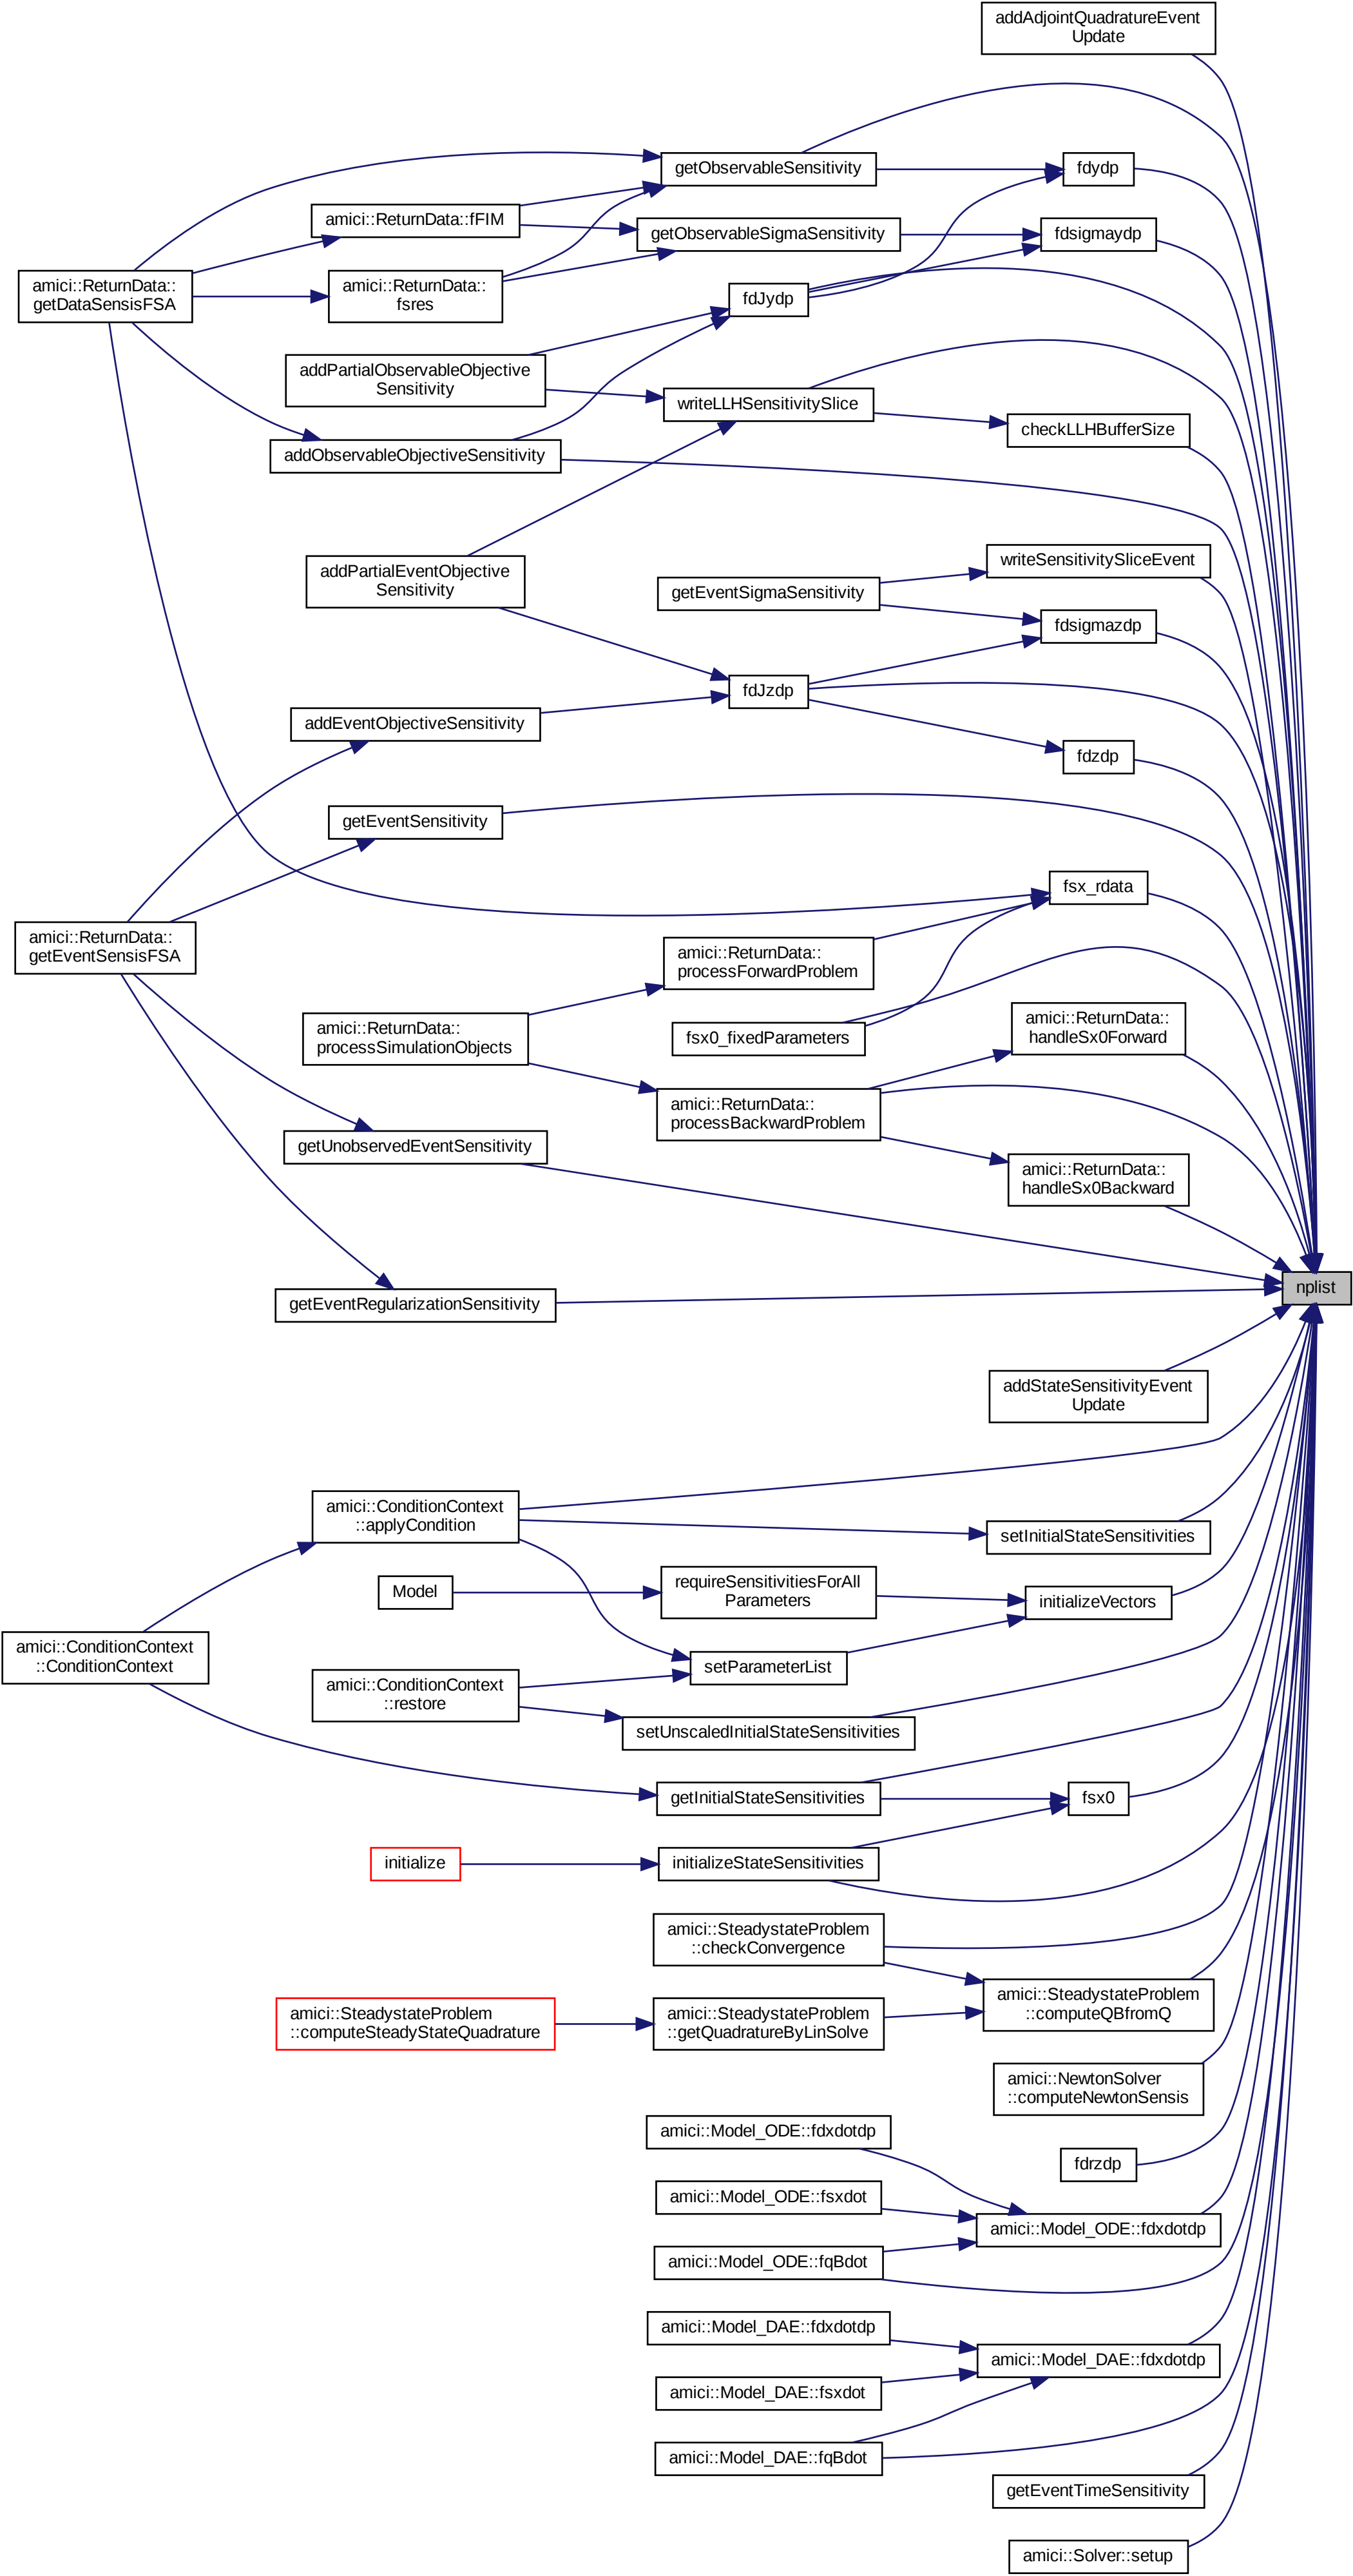 addAdjointQuadratureEvent
Update
getObservableSensitivity
fdydp
amici::ReturnData::fFIM
getObservableSigmaSensitivity
fdsigmaydp
amici::ReturnData::
getDataSensisFSA
amici::ReturnData::
fsres
fdJydp
addPartialObservableObjective
Sensitivity
writeLLHSensitivitySlice
checkLLHBufferSize
addObservableObjectiveSensitivity
addPartialEventObjective
Sensitivity
writeSensitivitySliceEvent
getEventSigmaSensitivity
fdsigmazdp
fdJzdp
addEventObjectiveSensitivity
fdzdp
getEventSensitivity
fsx_rdata
amici::ReturnData::
getEventSensisFSA
amici::ReturnData::
processForwardProblem
amici::ReturnData::
processSimulationObjects
fsx0_fixedParameters
amici::ReturnData::
handleSx0Forward
amici::ReturnData::
processBackwardProblem
getUnobservedEventSensitivity
amici::ReturnData::
handleSx0Backward
nplist
getEventRegularizationSensitivity
addStateSensitivityEvent
Update
amici::ConditionContext
::applyCondition
setInitialStateSensitivities
Model
requireSensitivitiesForAll
Parameters
initializeVectors
amici::ConditionContext
::ConditionContext
setParameterList
amici::ConditionContext
::restore
setUnscaledInitialStateSensitivities
getInitialStateSensitivities
fsx0
initialize
initializeStateSensitivities
amici::SteadystateProblem
::checkConvergence
amici::SteadystateProblem
::computeQBfromQ
amici::SteadystateProblem
::computeSteadyStateQuadrature
amici::SteadystateProblem
::getQuadratureByLinSolve
amici::NewtonSolver
::computeNewtonSensis
amici::Model_ODE::fdxdotdp
fdrzdp
amici::Model_ODE::fsxdot
amici::Model_ODE::fdxdotdp
amici::Model_ODE::fqBdot
amici::Model_DAE::fdxdotdp
amici::Model_DAE::fdxdotdp
amici::Model_DAE::fsxdot
amici::Model_DAE::fqBdot
getEventTimeSensitivity
amici::Solver::setup